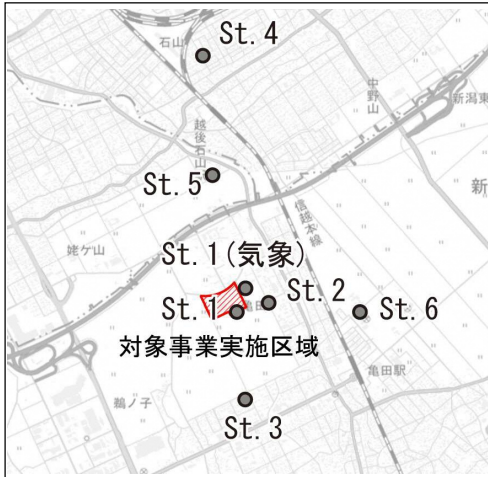 St.4
石山
中野山
新潟東
越後石山
St.5
新
信越本線
姥ケ山
St.1(気象)
St.2
St.1
亀田
St.6
対象事業実施区域
亀田駅
鵜ノ子
St.3